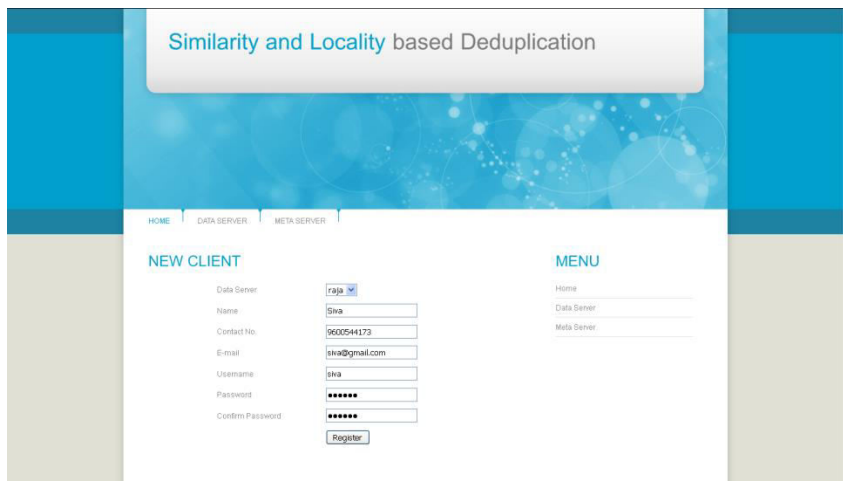 Similarity and Locality based Deduplication
HOME DATA SERVER META SERVER
NEW CLIENT
Data Server raja
Name Siva
Contact No. 9600544173
E-mail siva@gmail.com
Username siva
Password ●●●●●●
Confirm Password ●●●●●●
Register
MENU
Home
Data Server
Meta Server